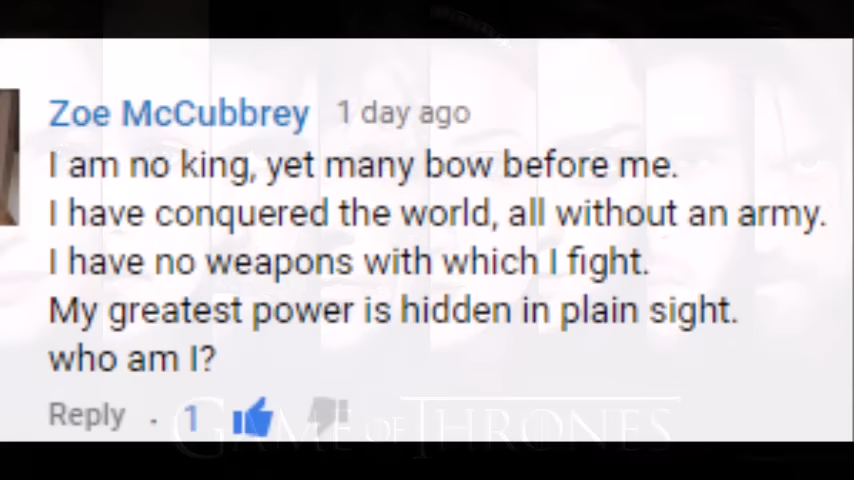 Zoe McCubbrey 1 day ago
I am no king, yet many bow before me.
I have conquered the world, all without an army.
I have no weapons with which I fight.
My greatest power is hidden in plain sight.
who am I?
Reply . 1
GAME OF THRONES